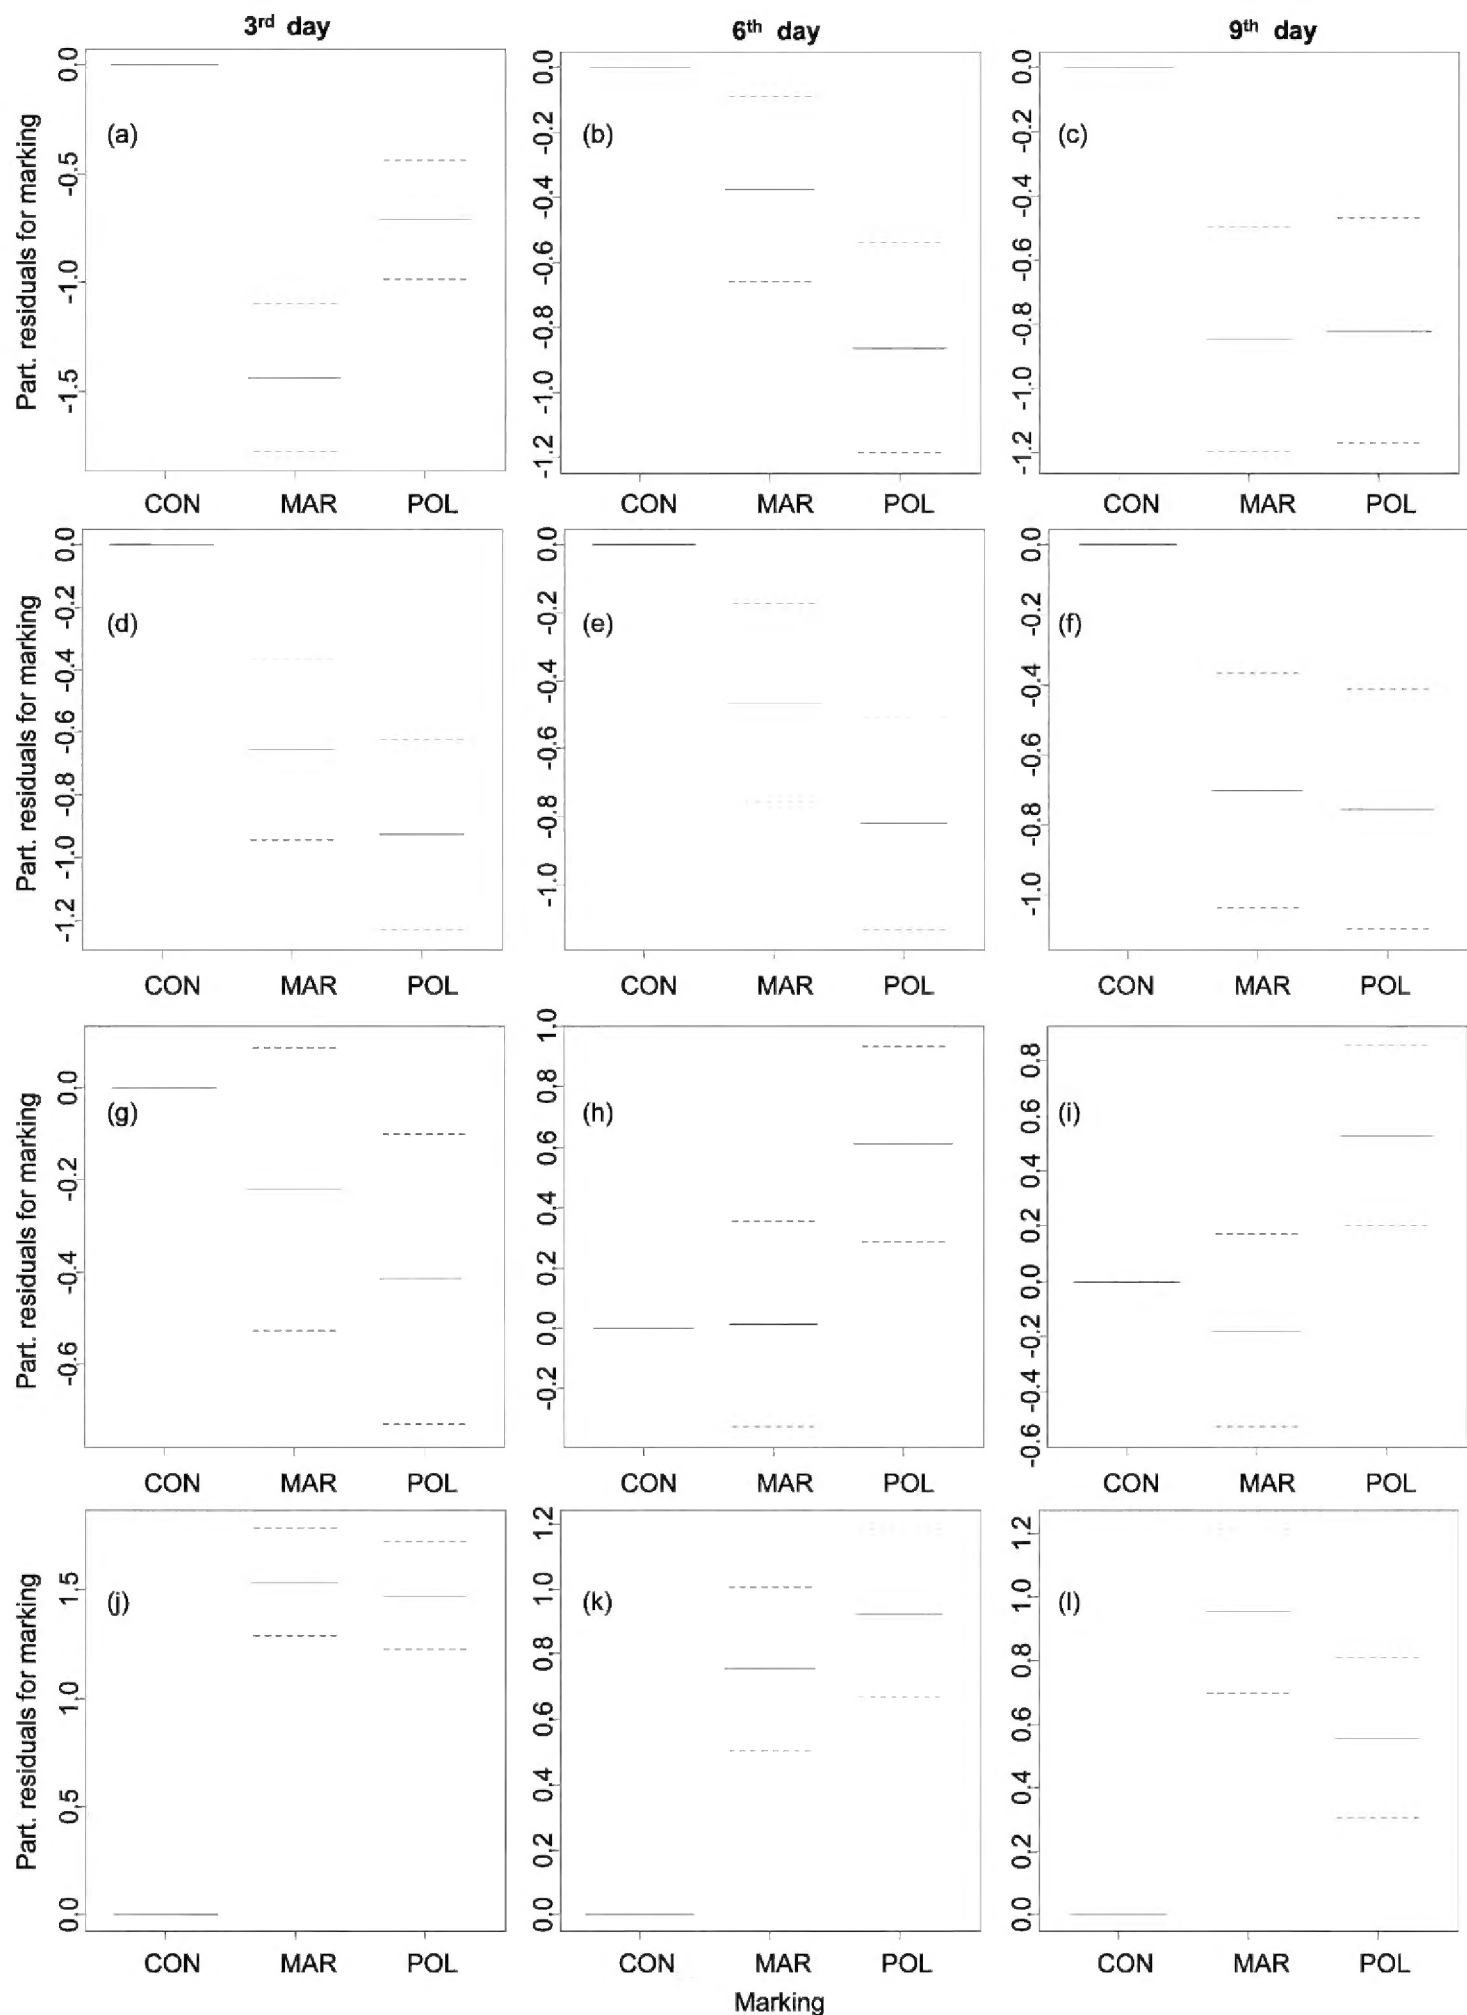 3rd day
6th day
9th day
Part. residuals for marking
0.0
-0.5
-1.0
-1.5
(a)
CON MAR POL
0.0
-0.2
-0.4
-0.6
-0.8
-1.0
-1.2
(b)
CON MAR POL
0.0
-0.2
-0.4
-0.6
-0.8
-1.0
-1.2
(c)
CON MAR POL
Part. residuals for marking
0.0
-0.2
-0.4
-0.6
-0.8
-1.0
-1.2
(d)
CON MAR POL
0.0
-0.2
-0.4
-0.6
-0.8
-1.0
(e)
CON MAR POL
0.0
-0.2
-0.4
-0.6
-0.8
-1.0
(f)
CON MAR POL
Part. residuals for marking
0.0
-0.2
-0.4
-0.6
(g)
CON MAR POL
1.0
0.8
0.6
0.4
0.2
0.0
-0.2
(h)
CON MAR POL
0.8
0.6
0.4
0.2
0.0
-0.2
-0.4
-0.6
(i)
CON MAR POL
Part. residuals for marking
1.5
1.0
0.5
0.0
(j)
CON MAR POL
1.2
1.0
0.8
0.6
0.4
0.2
0.0
(k)
CON MAR POL
1.2
1.0
0.8
0.6
0.4
0.2
0.0
(l)
CON MAR POL
Marking